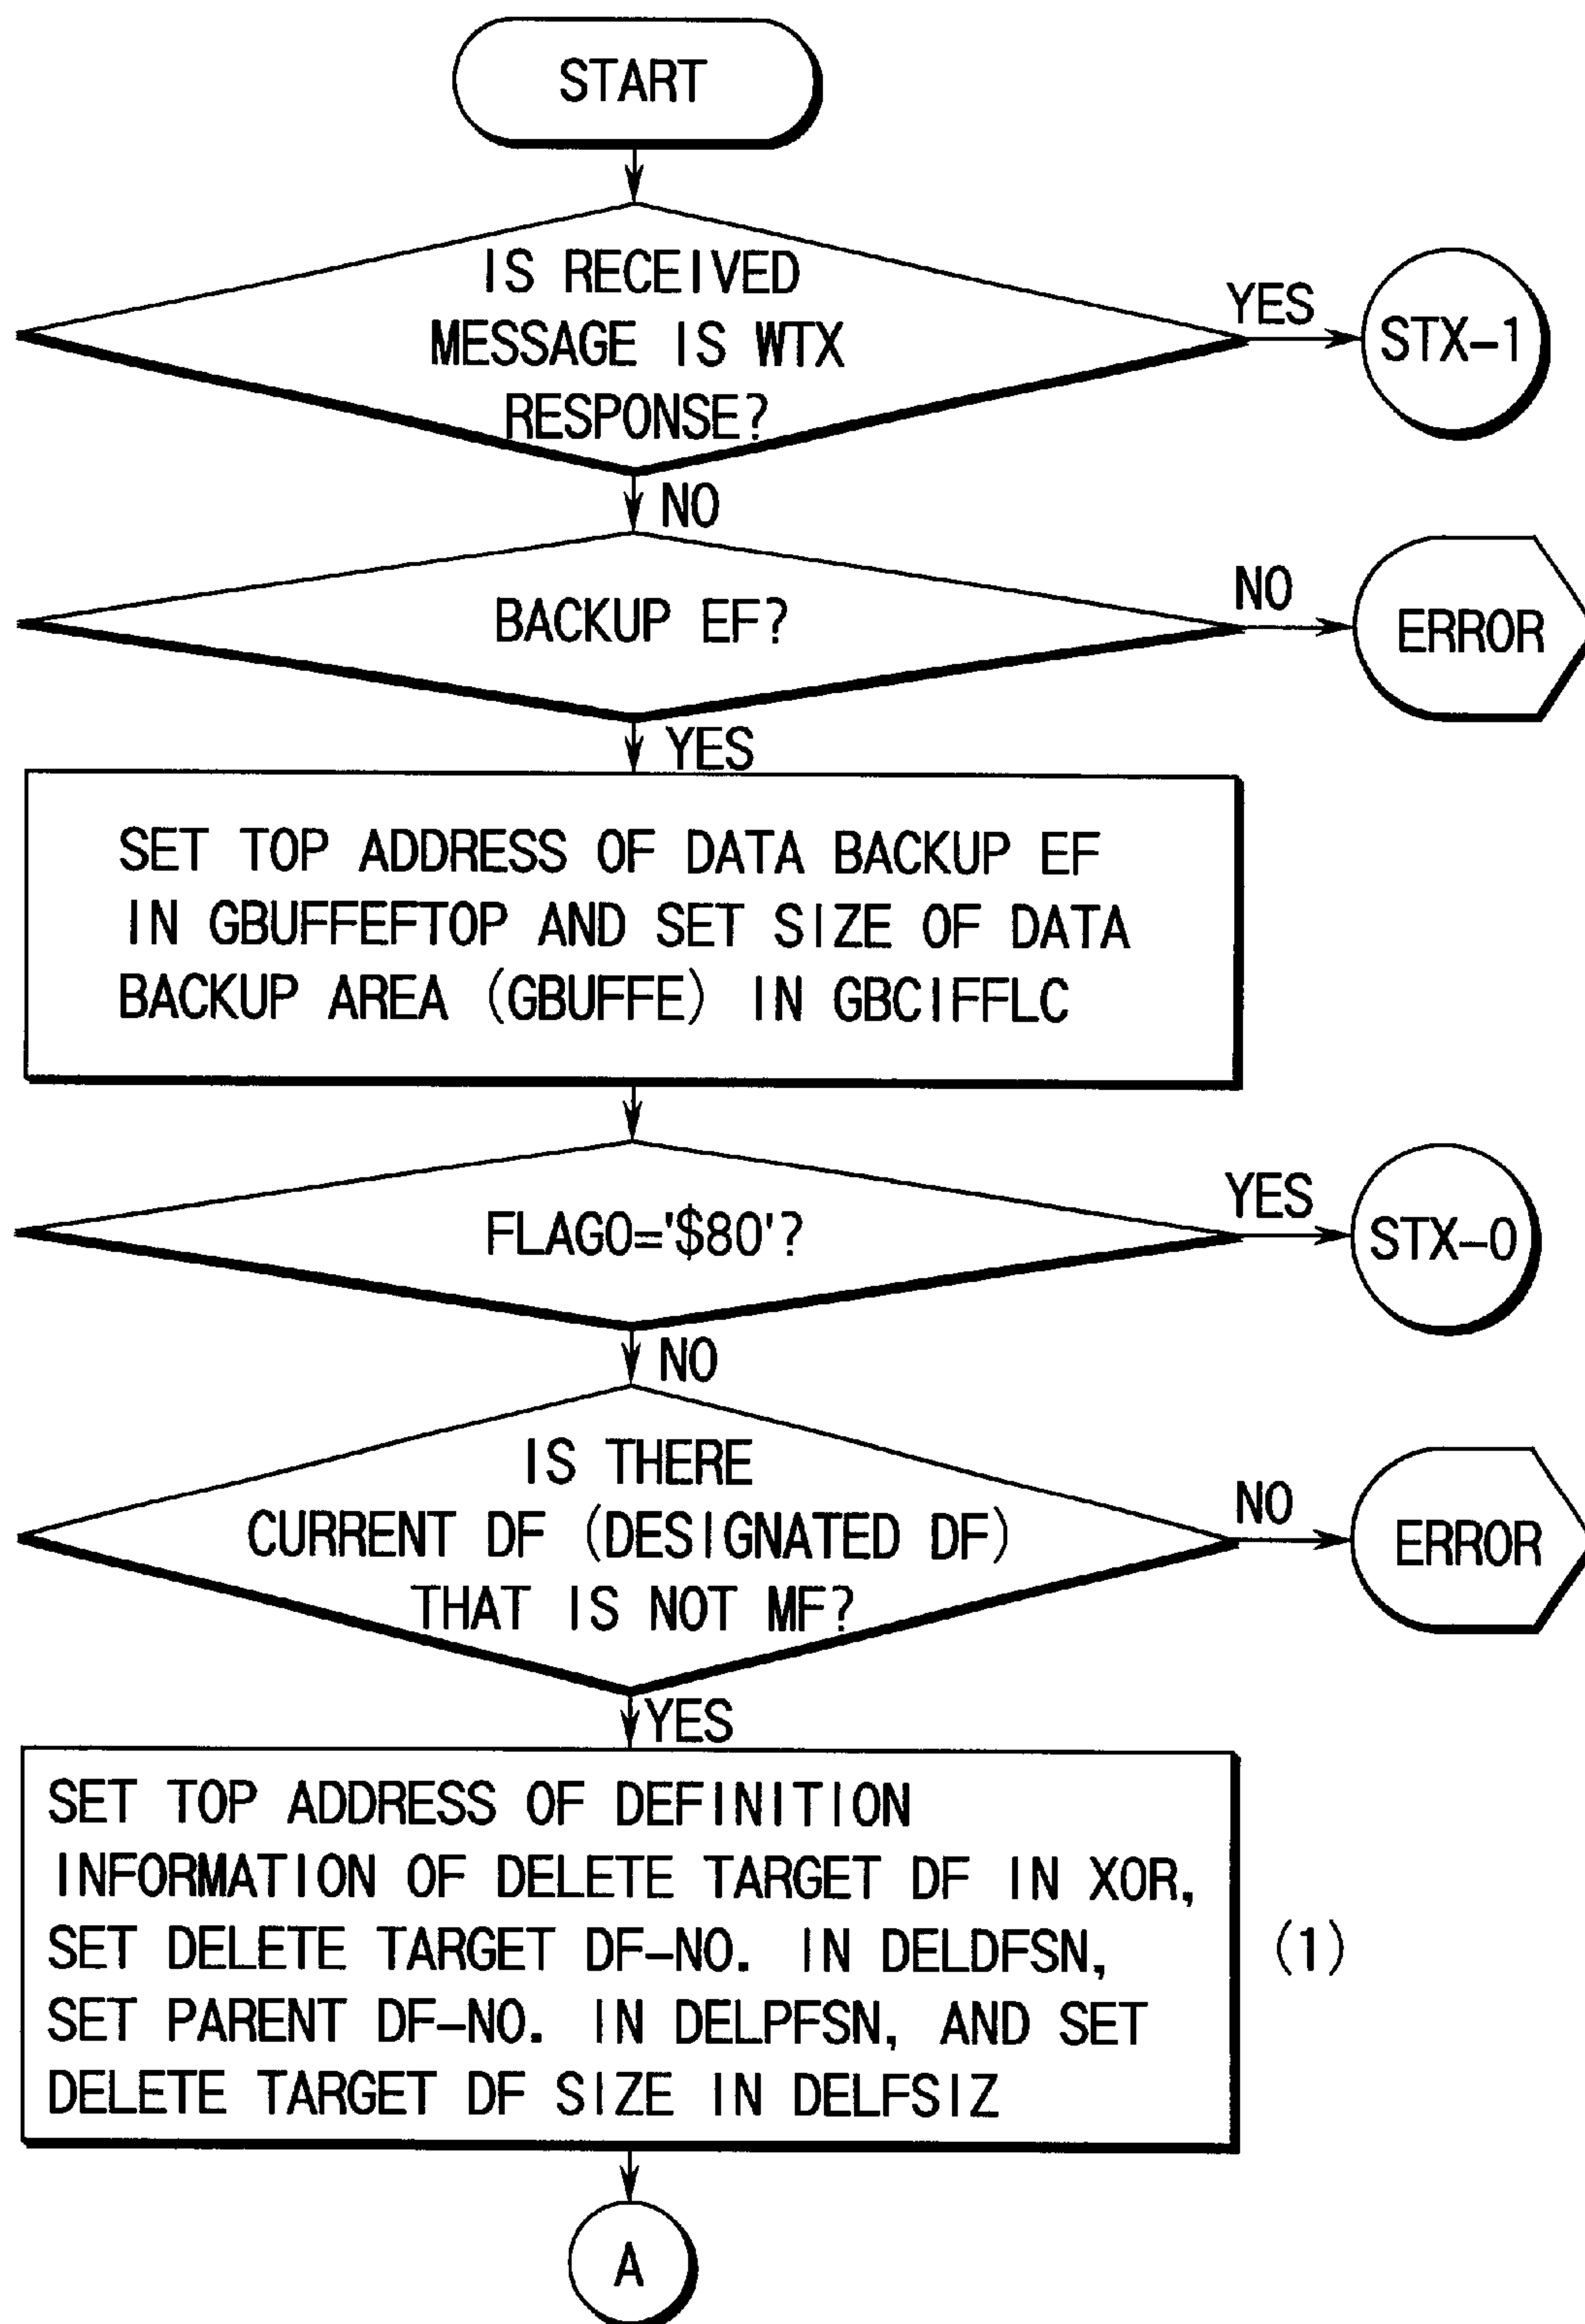 START
IS RECEIVED
MESSAGE IS WTX
RESPONSE?
YES
STX-1
NO
BACKUP EF?
NO
ERROR
YES
SET TOP ADDRESS OF DATA BACKUP EF
IN GBUFFEFTOP AND SET SIZE OF DATA
BACKUP AREA (GBUFFE) IN GBCIFFLC
FLAG0='$80'?
YES
STX-0
NO
IS THERE
CURRENT DF (DESIGNATED DF)
THAT IS NOT MF?
NO
ERROR
YES
SET TOP ADDRESS OF DEFINITION
INFORMATION OF DELETE TARGET DF IN XOR,
SET DELETE TARGET DF-NO. IN DELDFSN,
SET PARENT DF-NO. IN DELPFSN, AND SET
DELETE TARGET DF SIZE IN DELFSIZ
(1)
A